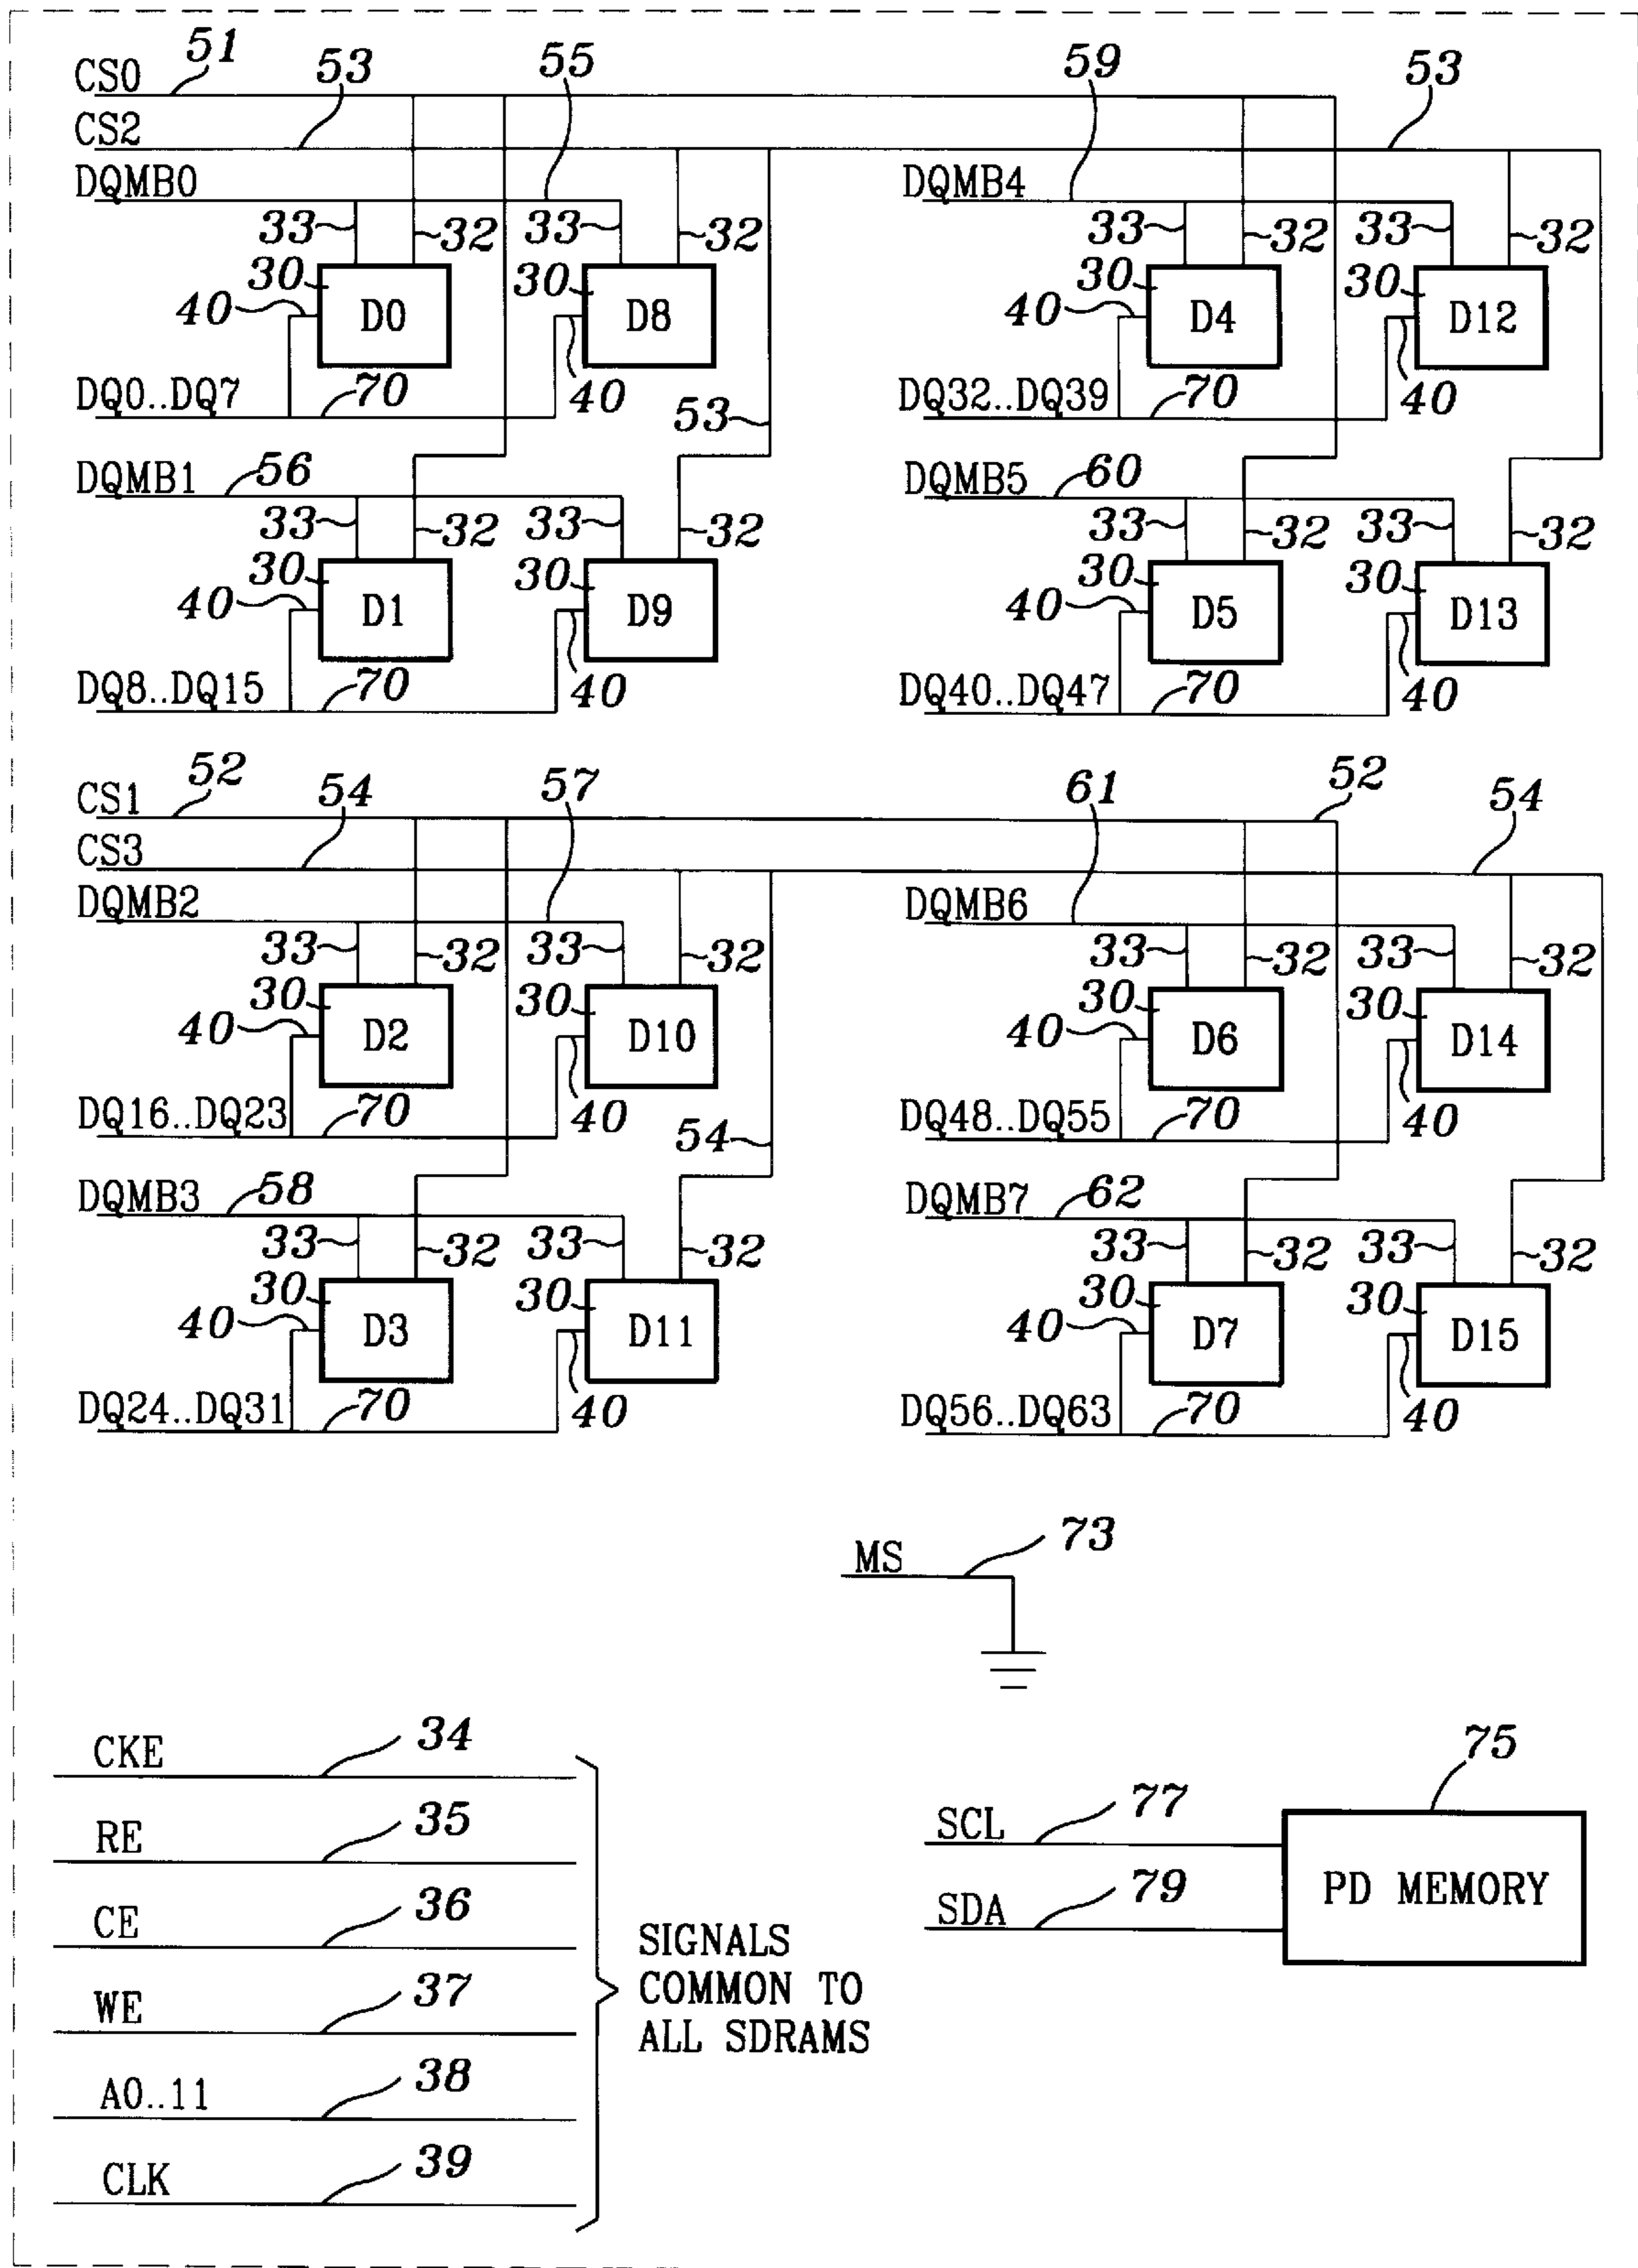 CS0 51 53 55 59 53
CS2
DQMB0 DQMB4
33 32 33 32 33 32 33 32
30 30 30 30
40 D0 40 D8 40 D4 40 D12
DQ0..DQ7 70 DQ32..DQ39 70
53
DQMB1 56 DQMB5 60
33 32 33 32 33 32 33 32
30 30 30 30
40 D1 40 D9 40 D5 40 D13
DQ8..DQ15 70 DQ40..DQ47 70
CS1 52 54 57 61 52 54
CS3
DQMB2 DQMB6
33 32 33 32 33 32 33 32
30 30 30 30
40 D2 40 D10 40 D6 40 D14
DQ16..DQ23 70 DQ48..DQ55 70
54
DQMB3 58 DQMB7 62
33 32 33 32 33 32 33 32
30 30 30 30
40 D3 40 D11 40 D7 40 D15
DQ24..DQ31 70 DQ56..DQ63 70
MS 73
CKE 34
RE 35
CE 36
WE 37
A0..11 38
CLK 39
SIGNALS
COMMON TO
ALL SDRAMS
75
SCL 77
SDA 79
PD MEMORY